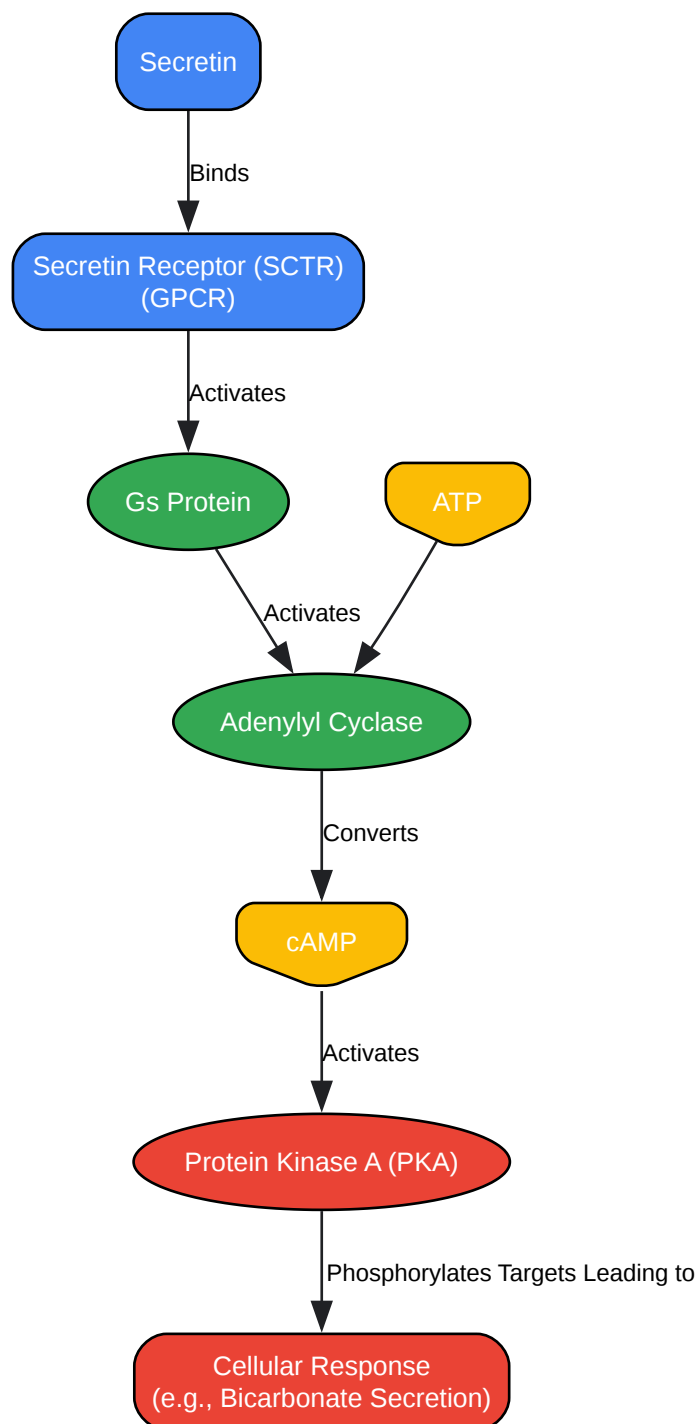 Secretin
Binds
Secretin Receptor (SCTR)
(GPCR)
Activates
Gs Protein
ATP
Activates
Adenylyl Cyclase
Converts
cAMP
Activates
Protein Kinase A (PKA)
Phosphorylates Targets Leading to
Cellular Response
(e.g., Bicarbonate Secretion)